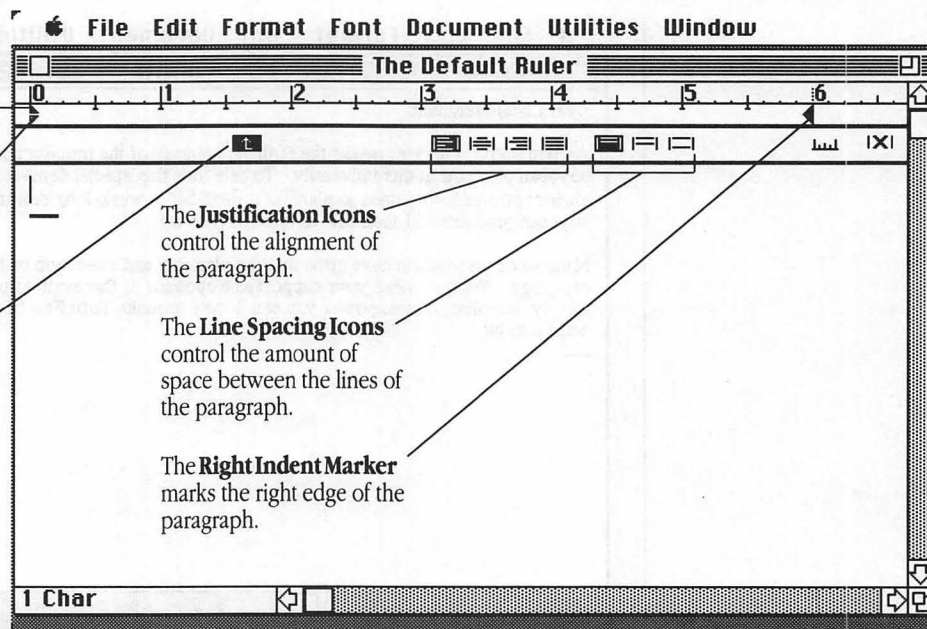 File Edit Format Font Document Utilities Window
The Default Ruler
0 1 2 3 4 5 6
The Justification Icons
control the alignment of
the paragraph.
The Line Spacing Icons
control the amount of
space between the lines of
the paragraph.
The Right Indent Marker
marks the right edge of the
paragraph.
1 Char